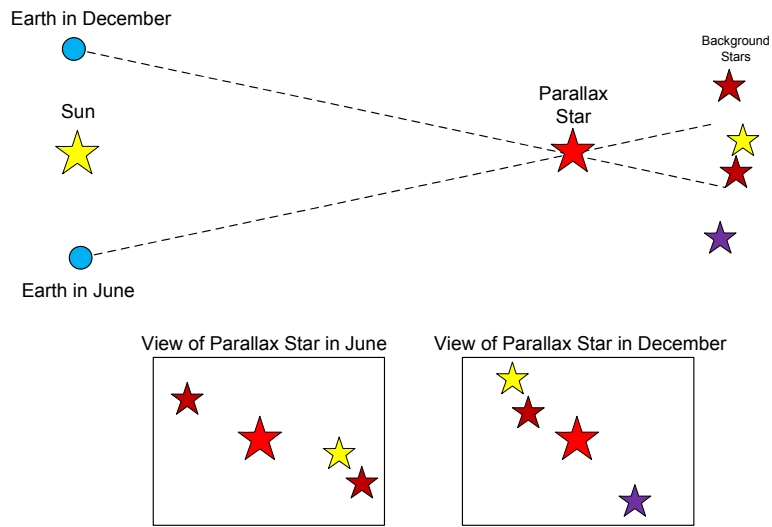 Earth in December
Background
Stars
Sun
Parallax
Star
Earth in June
View of Parallax Star in June
View of Parallax Star in December